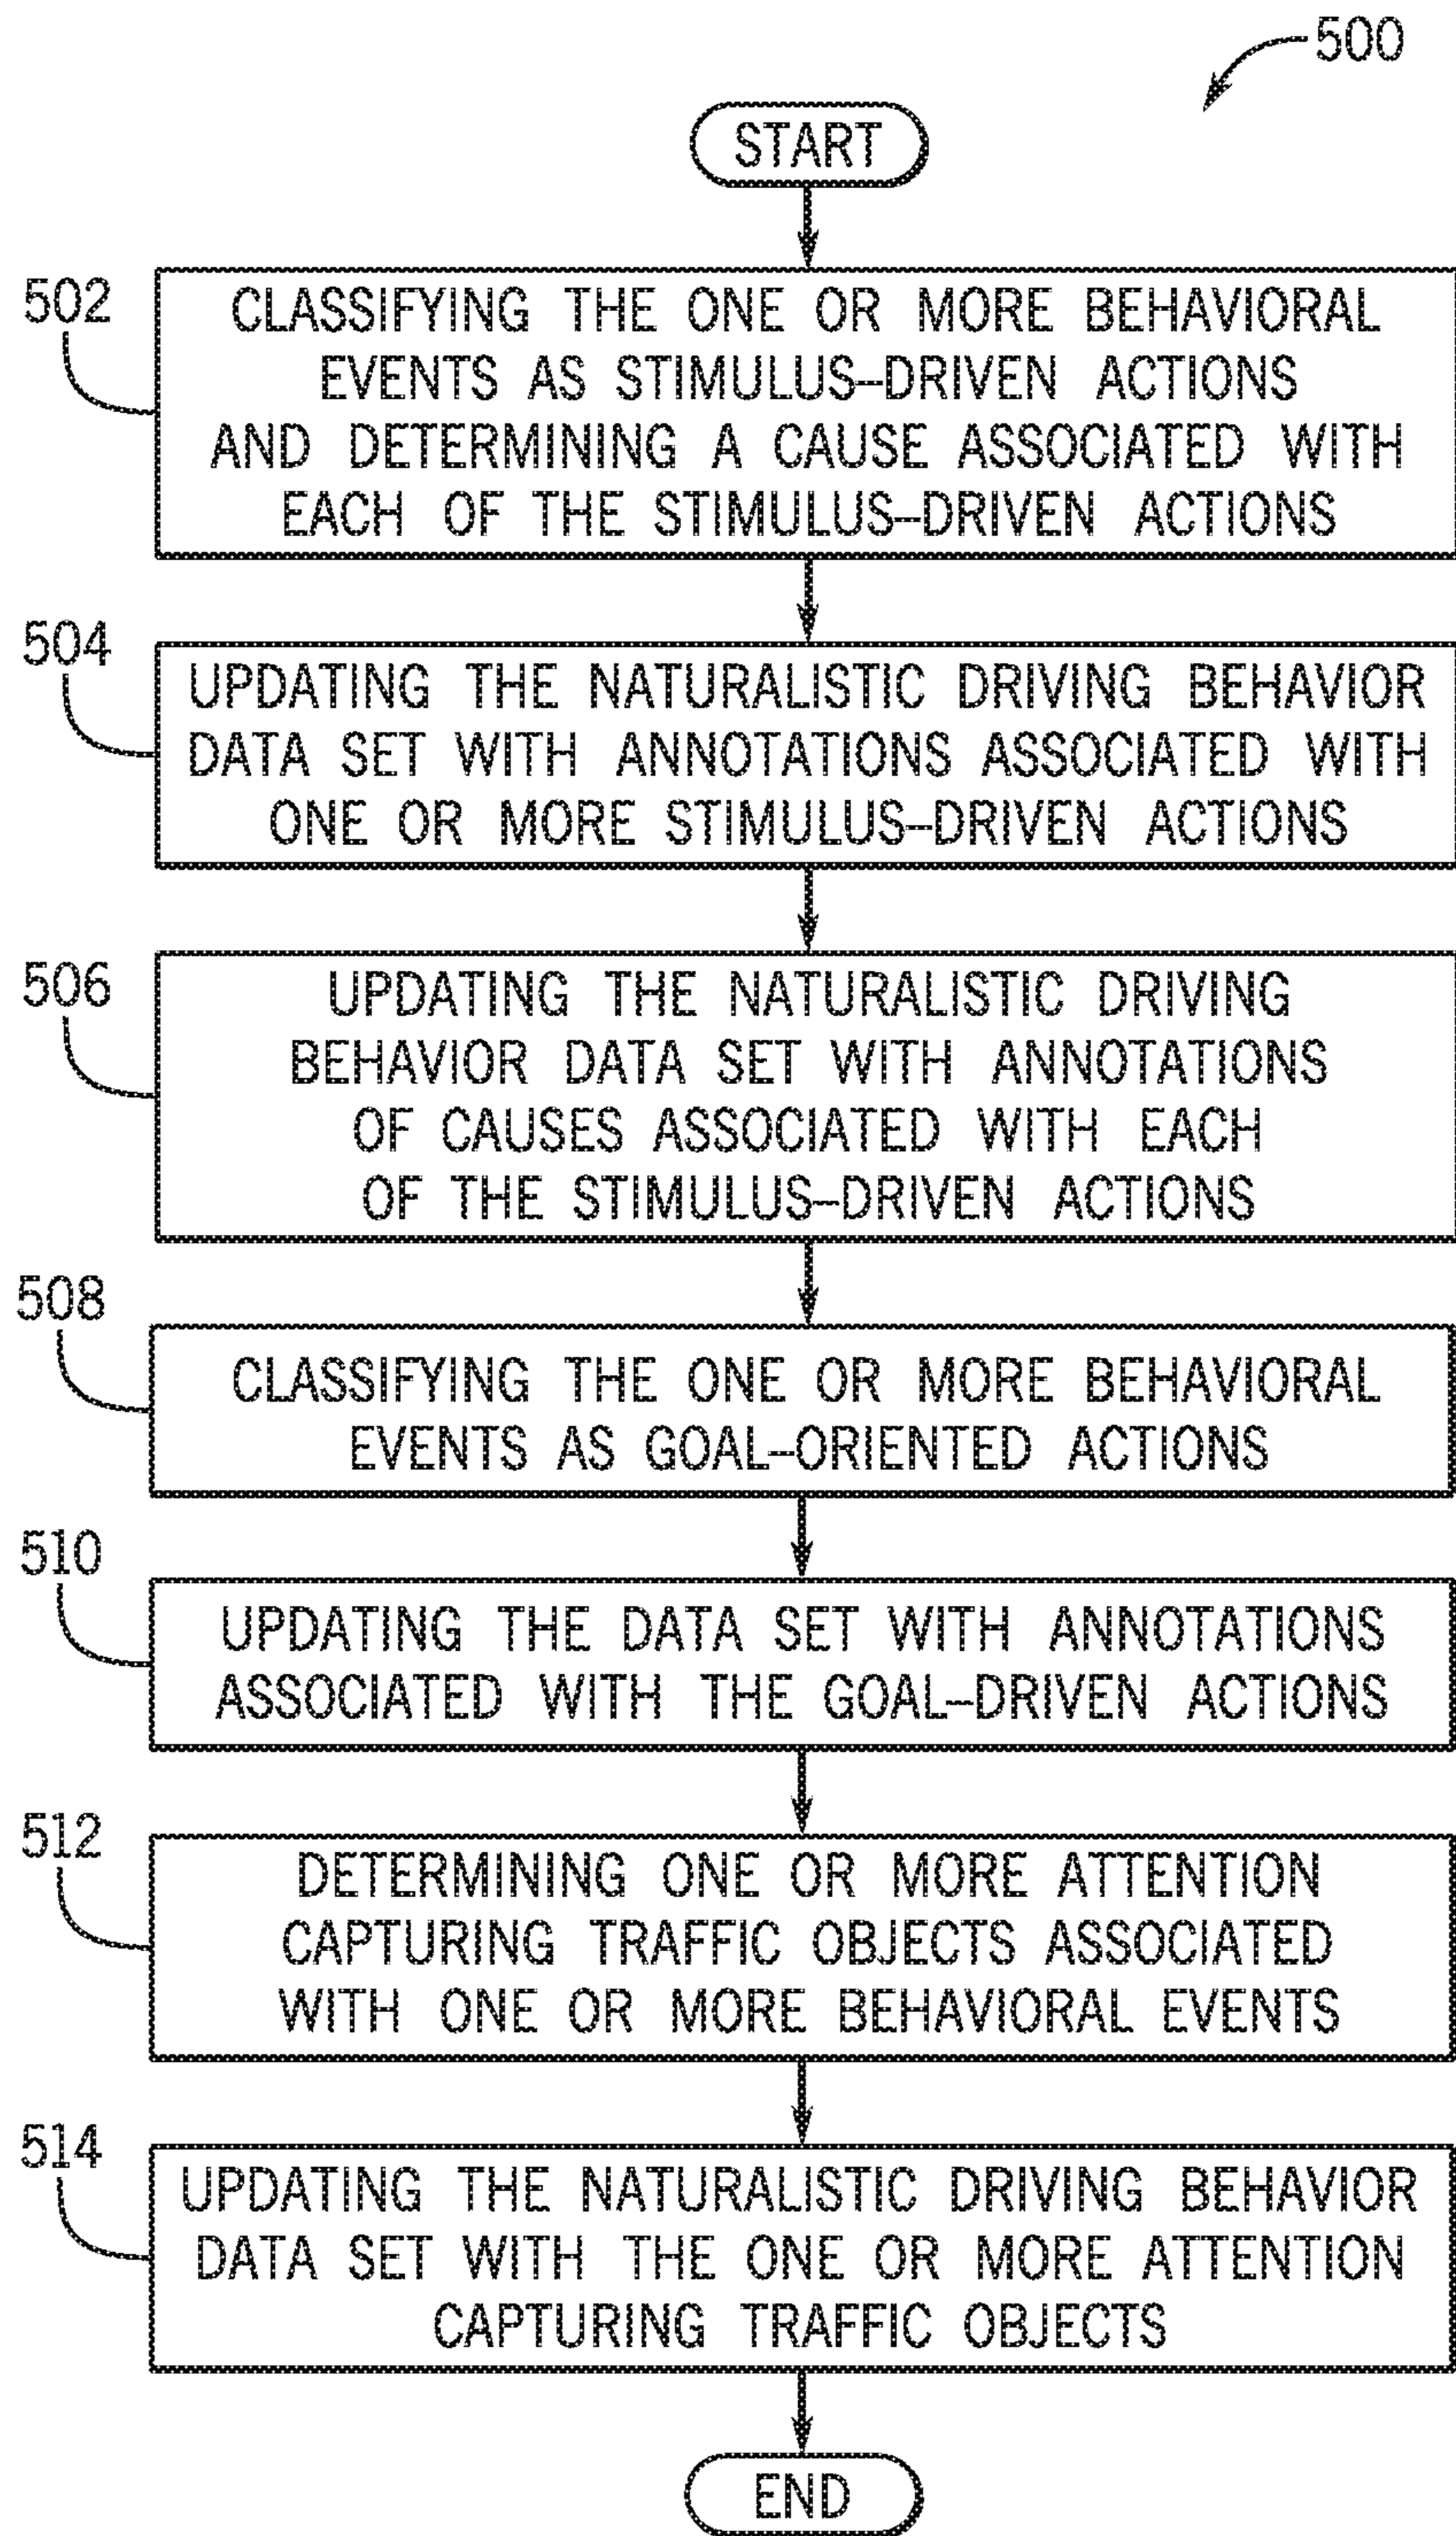 500
START
502
CLASSIFYING THE ONE OR MORE BEHAVIORAL
EVENTS AS STIMULUS–DRIVEN ACTIONS
AND DETERMINING A CAUSE ASSOCIATED WITH
EACH OF THE STIMULUS–DRIVEN ACTIONS
504
UPDATING THE NATURALISTIC DRIVING BEHAVIOR
DATA SET WITH ANNOTATIONS ASSOCIATED WITH
ONE OR MORE STIMULUS–DRIVEN ACTIONS
506
UPDATING THE NATURALISTIC DRIVING
BEHAVIOR DATA SET WITH ANNOTATIONS
OF CAUSES ASSOCIATED WITH EACH
OF THE STIMULUS–DRIVEN ACTIONS
508
CLASSIFYING THE ONE OR MORE BEHAVIORAL
EVENTS AS GOAL–ORIENTED ACTIONS
510
UPDATING THE DATA SET WITH ANNOTATIONS
ASSOCIATED WITH THE GOAL–DRIVEN ACTIONS
512
DETERMINING ONE OR MORE ATTENTION
CAPTURING TRAFFIC OBJECTS ASSOCIATED
WITH ONE OR MORE BEHAVIORAL EVENTS
514
UPDATING THE NATURALISTIC DRIVING BEHAVIOR
DATA SET WITH THE ONE OR MORE ATTENTION
CAPTURING TRAFFIC OBJECTS
END